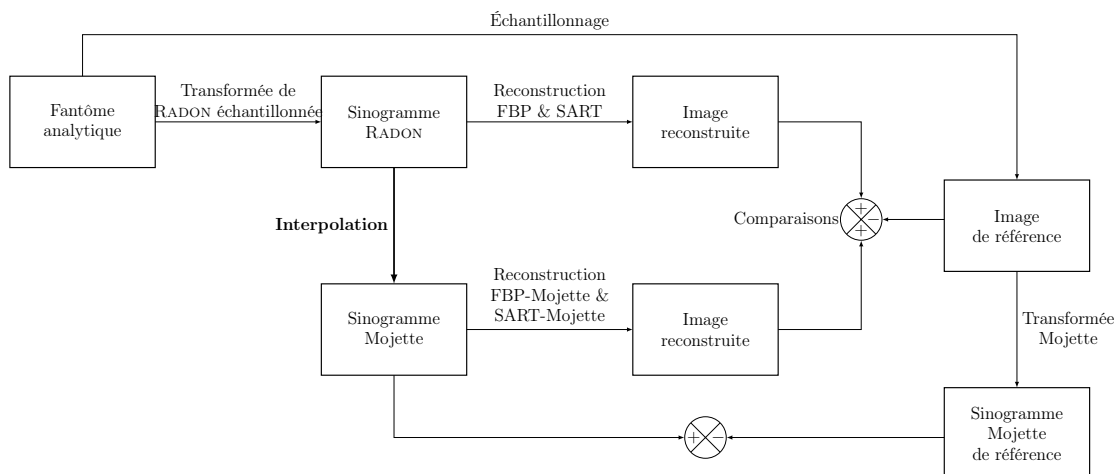 Échantillonnage
Fantôme
analytique
Transformée de
RADON échantillonnée
Sinogramme
RADON
Reconstruction
FBP & SART
Image
reconstruite
Interpolation
Comparaisons
+
−
+
Image
de référence
Sinogramme
Mojette
Reconstruction
FBP-Mojette &
SART-Mojette
Image
reconstruite
Transformée
Mojette
+ −
Sinogramme
Mojette
de référence